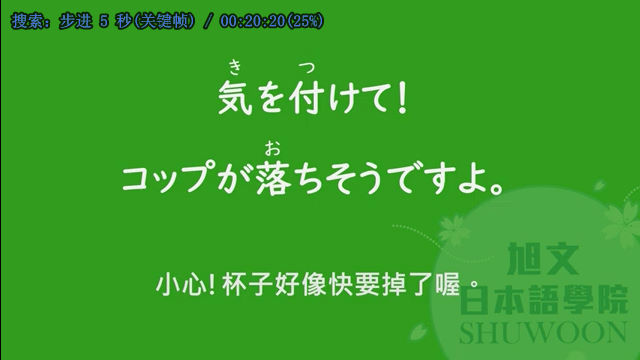 搜索: 步进 5 秒(关键帧) / 00:20:20(25%)
き つ
気を付けて!
お
コップが落ちそうですよ。
小心! 杯子好像快要掉了喔。
旭文
日本語學院
SHUWOON